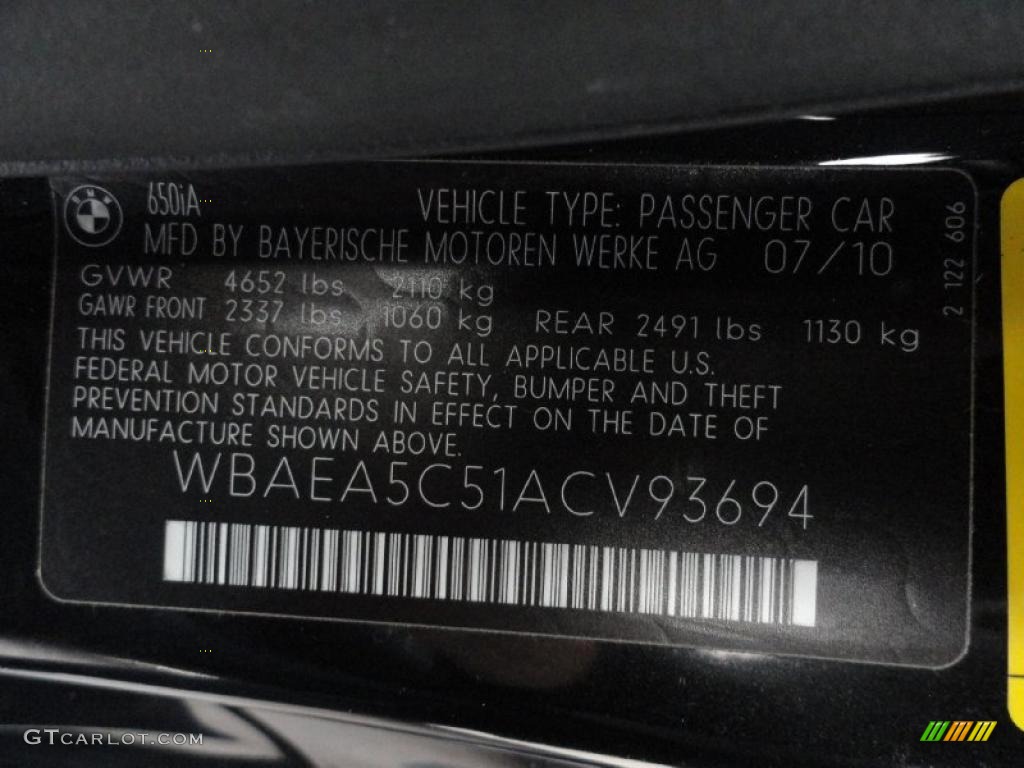 650iA
VEHICLE TYPE: PASSENGER CAR
MFD BY BAYERISCHE MOTOREN WERKE AG 07/10
GVWR 4652 lbs 2110 kg
GAWR FRONT 2337 lbs 1060 kg REAR 2491 lbs 1130 kg
THIS VEHICLE CONFORMS TO ALL APPLICABLE U.S.
FEDERAL MOTOR VEHICLE SAFETY, BUMPER AND THEFT
PREVENTION STANDARDS IN EFFECT ON THE DATE OF
MANUFACTURE SHOWN ABOVE.
WBAEA5C51ACV93694
2 122 606
BMW
GTCARLOT.COM